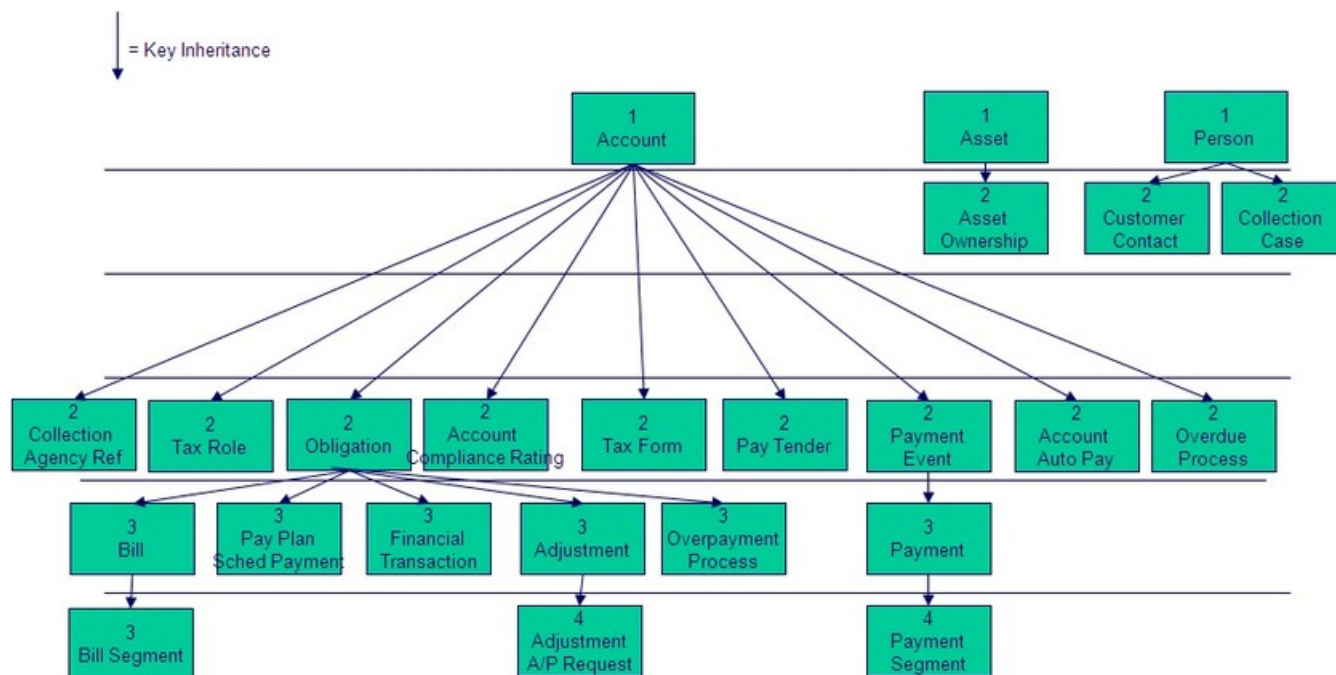 = Key Inheritance
1
Account
1
Asset
1
Person
2
Asset
Ownership
2
Customer
Contact
2
Collection
Case
2
Collection
Agency Ref
2
Tax Role
2
Obligation
2
Account
Compliance Rating
2
Tax Form
2
Pay Tender
2
Payment
Event
2
Account
Auto Pay
2
Overdue
Process
3
Bill
3
Pay Plan
Sched Payment
3
Financial
Transaction
3
Adjustment
3
Overpayment
Process
3
Payment
3
Bill Segment
4
Adjustment
A/P Request
4
Payment
Segment